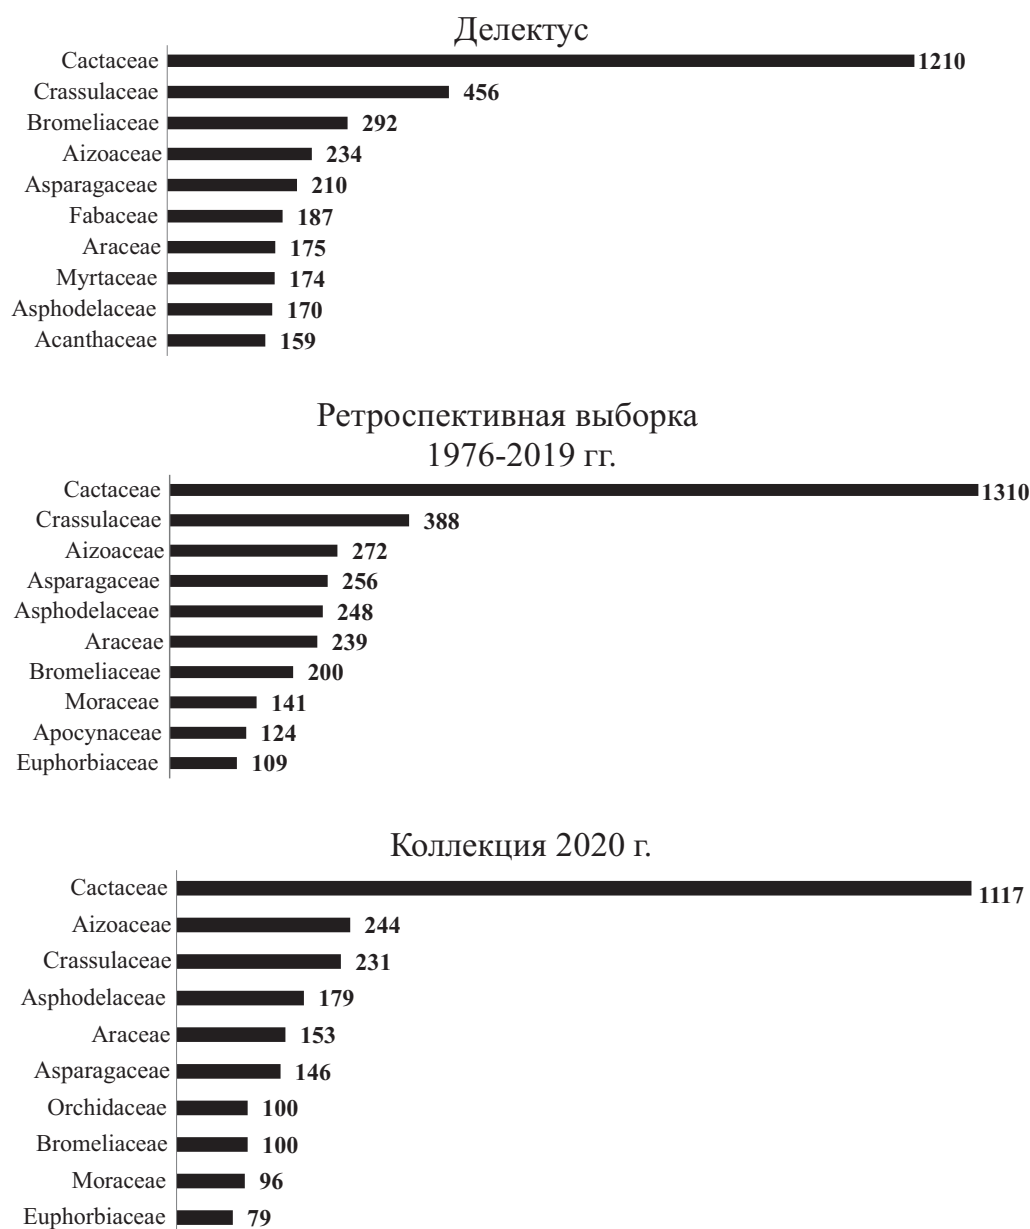 Делектус
Cactaceae 1210
Crassulaceae 456
Bromeliaceae 292
Aizoaceae 234
Asparagaceae 210
Fabaceae 187
Araceae 175
Myrtaceae 174
Asphodelaceae 170
Acanthaceae 159
Ретроспективная выборка
1976-2019 гг.
Cactaceae 1310
Crassulaceae 388
Aizoaceae 272
Asparagaceae 256
Asphodelaceae 248
Araceae 239
Bromeliaceae 200
Moraceae 141
Apocynaceae 124
Euphorbiaceae 109
Коллекция 2020 г.
Cactaceae 1117
Aizoaceae 244
Crassulaceae 231
Asphodelaceae 179
Araceae 153
Asparagaceae 146
Orchidaceae 100
Bromeliaceae 100
Moraceae 96
Euphorbiaceae 79